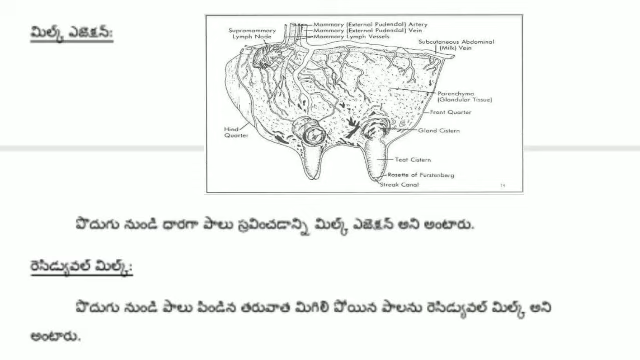 మిల్క్ ఎజెక్షన్:
Supramammary
Lymph Node
Mammary (External Pudendal) Artery
Mammary (External Pudendal) Vein
Mammary Lymph Vessels
Subcutaneous Abdominal
(Milk) Vein
Parenchyma
(Glandular Tissue)
Front Quarter
Hind
Quarter
Gland Cistern
Teat Cistern
Rosette of Furstenberg
Streak Canal
పొదుగు నుండి ధారగా పాలు స్రవించడాన్ని మిల్క్ ఎజెక్షన్ అని అంటారు.
రెసిడ్యువల్ మిల్క్:
పొదుగు నుండి పాలు పిండిన తరువాత మిగిలి పోయిన పాలను రెసిడ్యువల్ మిల్క్ అని
అంటారు.